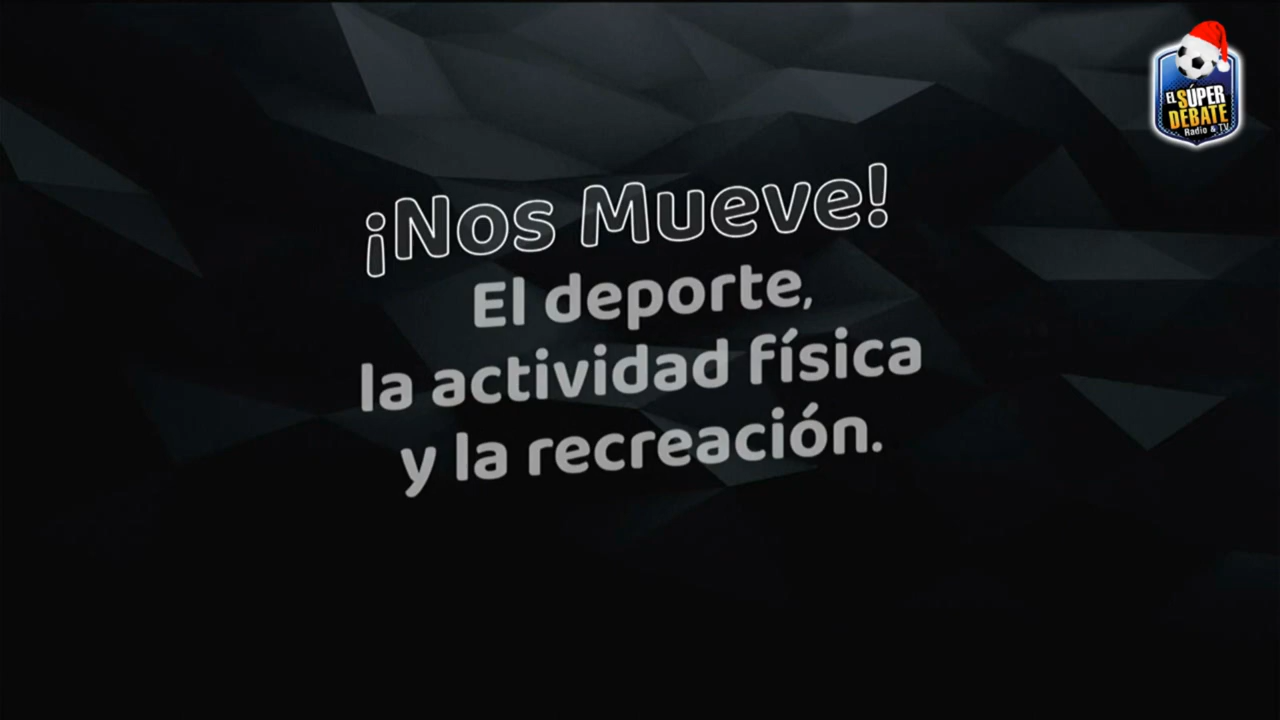 ¡Nos Mueve!
El deporte,
la actividad física
y la recreación.
EL SÚPER
DEBATE
Radio & TV